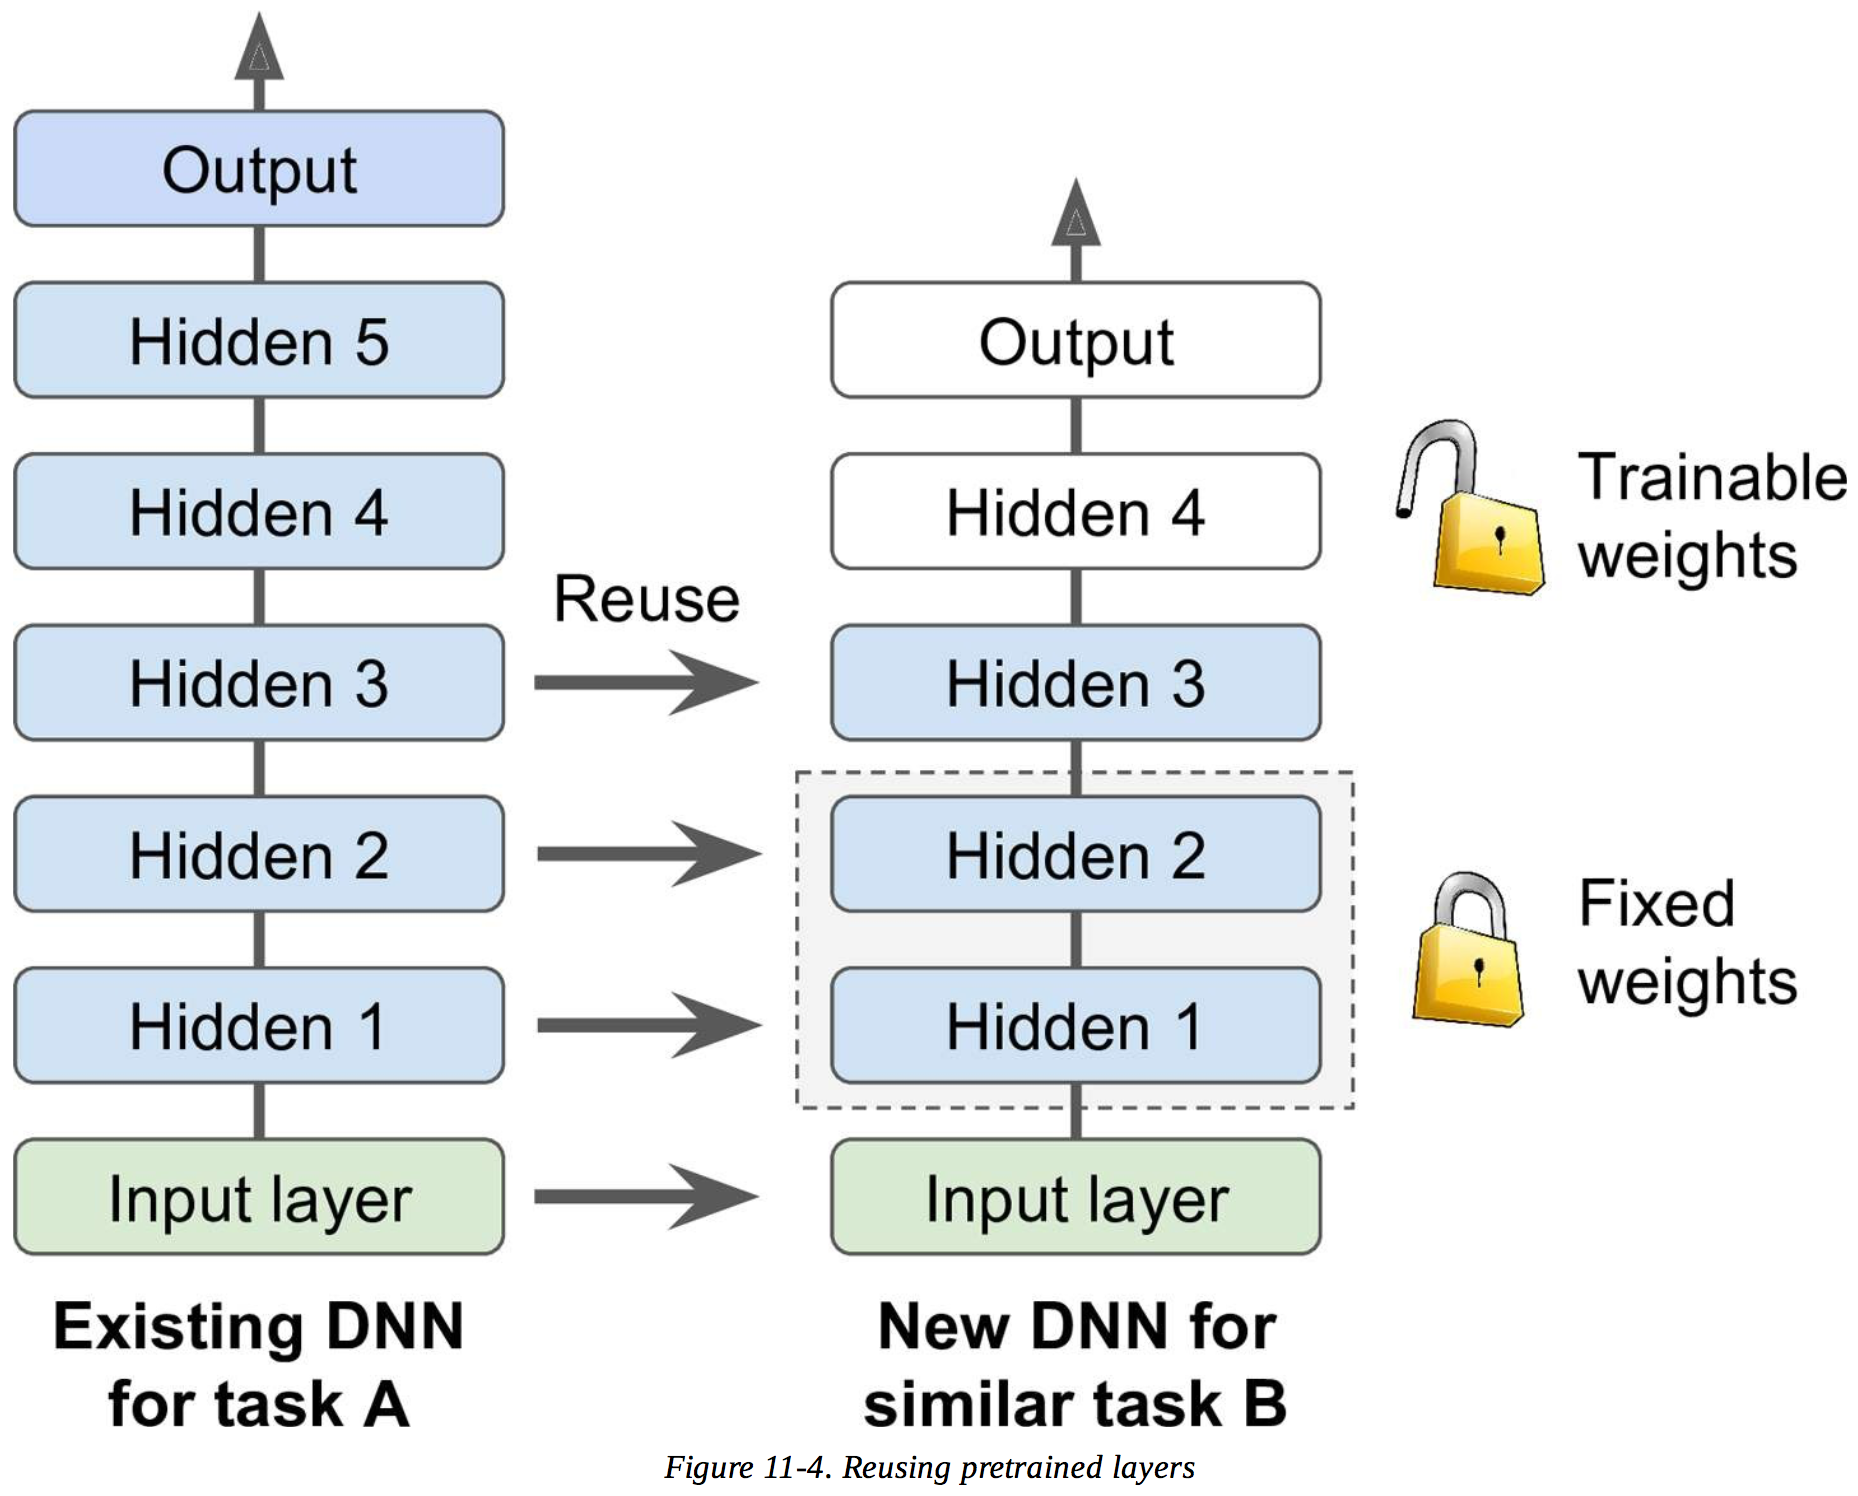 Output
Hidden 5
Hidden 4
Hidden 3
Hidden 2
Hidden 1
Input layer
Existing DNN
for task A
Reuse
Output
Hidden 4
Hidden 3
Hidden 2
Hidden 1
Input layer
New DNN for
similar task B
Trainable
weights
Fixed
weights
Figure 11-4. Reusing pretrained layers